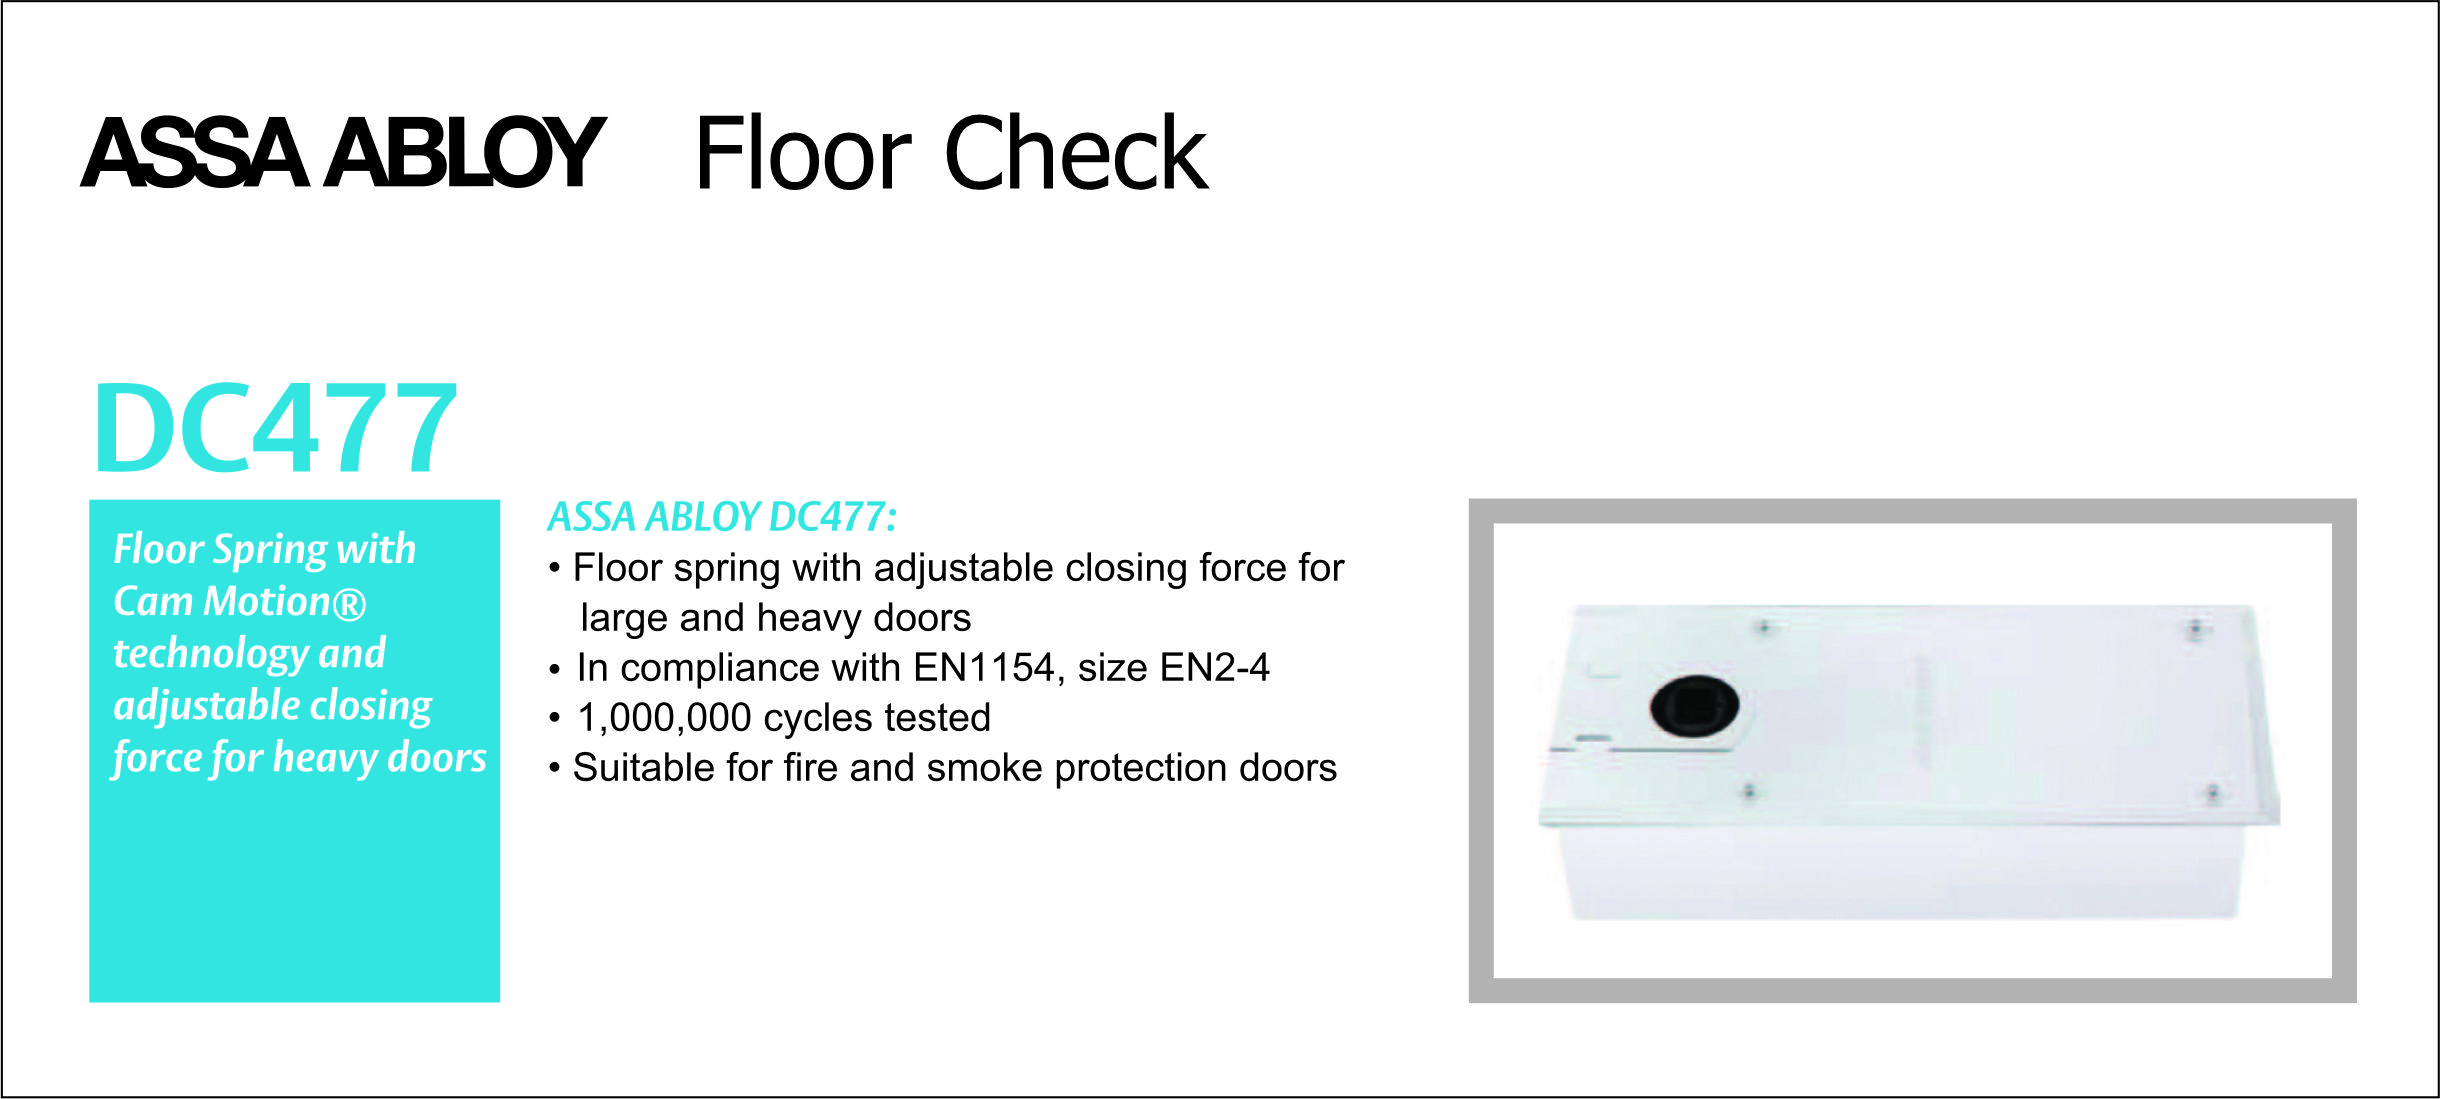 ASSA ABLOY Floor Check
DC477
Floor Spring with
Cam Motion®
technology and
adjustable closing
force for heavy doors
ASSA ABLOY DC477:
• Floor spring with adjustable closing force for
large and heavy doors
• In compliance with EN1154, size EN2-4
• 1,000,000 cycles tested
• Suitable for fire and smoke protection doors